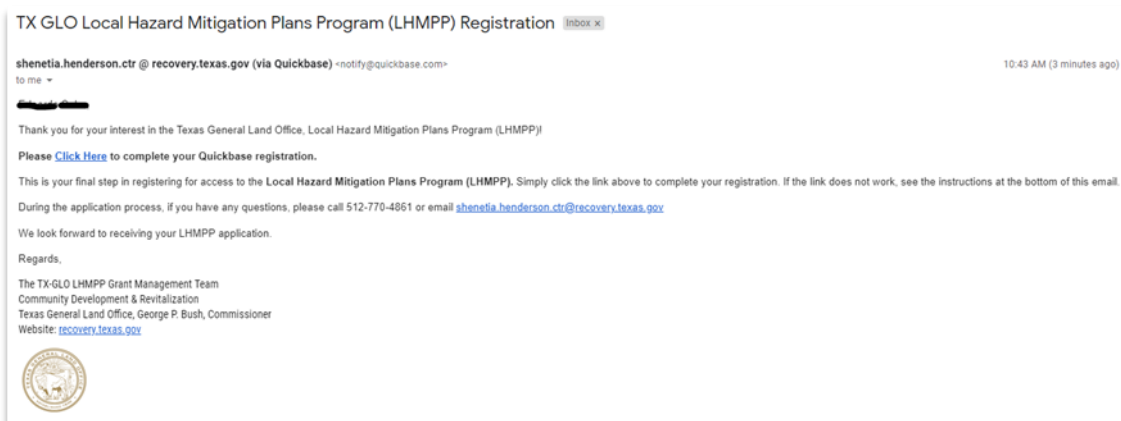 TX GLO Local Hazard Mitigation Plans Program (LHMPP) Registration Inbox x
shenetia.henderson.ctr @ recovery.texas.gov (via Quickbase) <notify@quickbase.com> 10:43 AM (3 minutes ago)
to me
Thank you for your interest in the Texas General Land Office, Local Hazard Mitigation Plans Program (LHMPP)!
Please Click Here to complete your Quickbase registration.
This is your final step in registering for access to the Local Hazard Mitigation Plans Program (LHMPP). Simply click the link above to complete your registration. If the link does not work, see the instructions at the bottom of this email.
During the application process, if you have any questions, please call 512-770-4861 or email shenetia.henderson.ctr@recovery.texas.gov
We look forward to receiving your LHMPP application.
Regards,
The TX-GLO LHMPP Grant Management Team
Community Development & Revitalization
Texas General Land Office, George P. Bush, Commissioner
Website: recovery.texas.gov